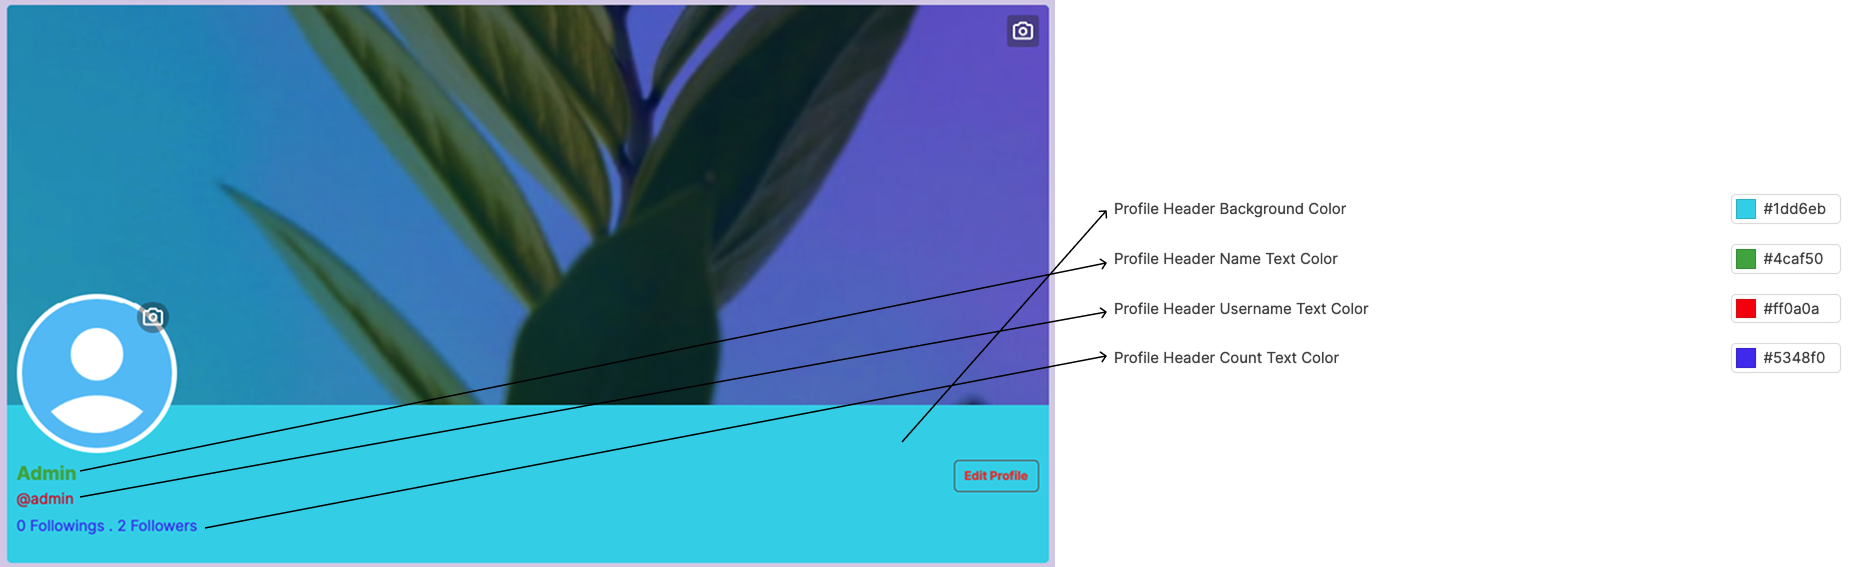 Profile Header Background Color #1dd6eb
Profile Header Name Text Color #4caf50
Profile Header Username Text Color #ff0a0a
Profile Header Count Text Color #5348f0
Admin
Edit Profile
@admin
0 Followings . 2 Followers